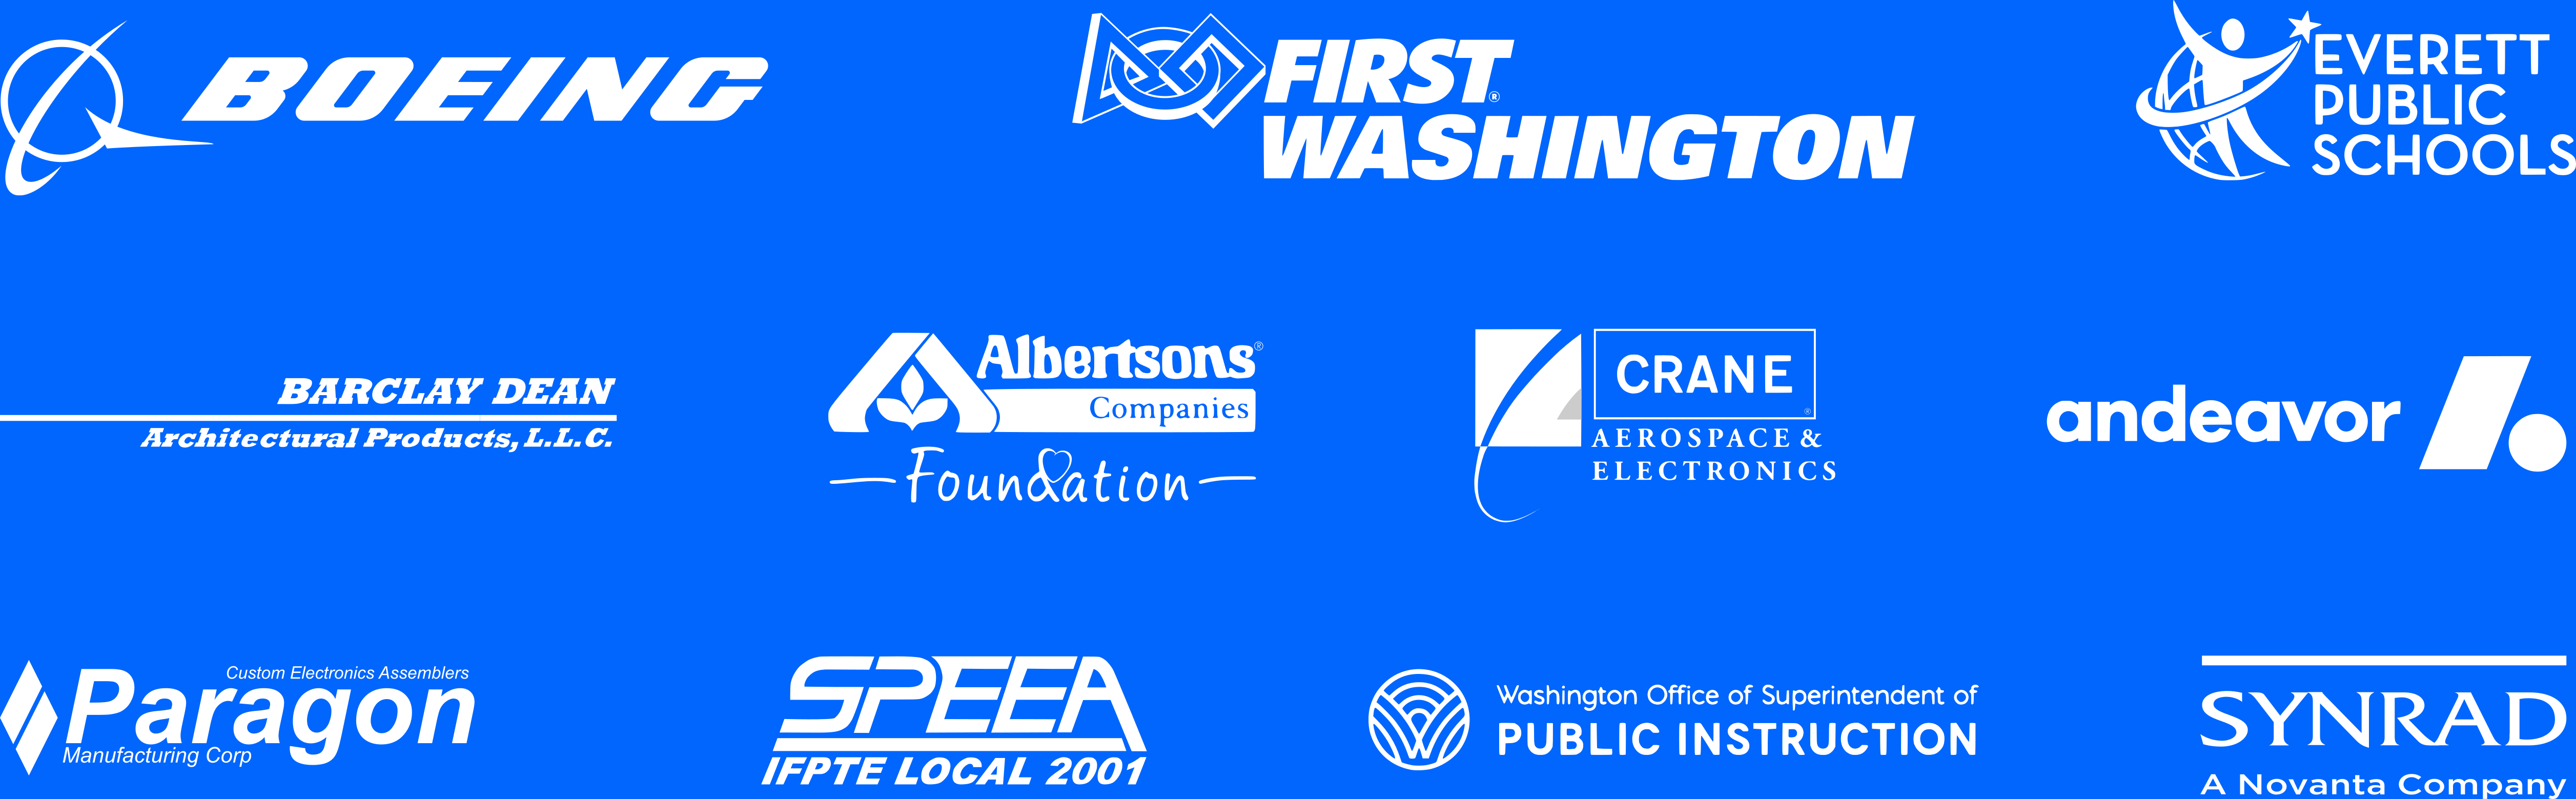 BOEING
FIRST®
WASHINGTON
EVERETT
PUBLIC
SCHOOLS
BARCLAY DEAN
Architectural Products, L.L.C.
Albertsons®
Companies
Foundation
CRANE®
AEROSPACE &
ELECTRONICS
andeavor
Custom Electronics Assemblers
Paragon
Manufacturing Corp
SPEEA
IFPTE LOCAL 2001
Washington Office of Superintendent of
PUBLIC INSTRUCTION
SYNRAD
A Novanta Company